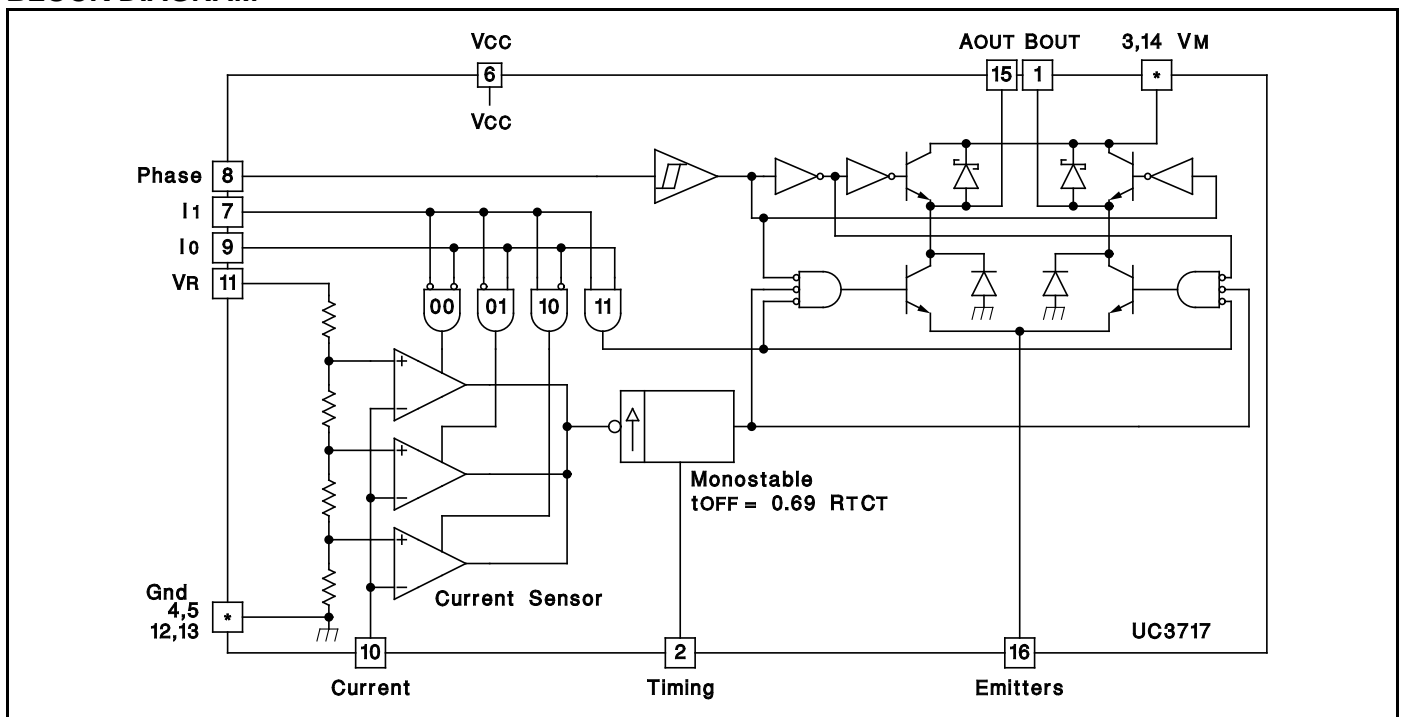 BLOCK DIAGRAM
VCC
AOUT BOUT
3,14 VM
6
15
1
*
VCC
Phase
8
I1
7
I0
9
VR
11
00
01
10
11
+
−
+
−
+
−
Monostable
tOFF = 0.69 RTCT
Current Sensor
Gnd
4,5
12,13
*
UC3717
10
2
16
Current
Timing
Emitters